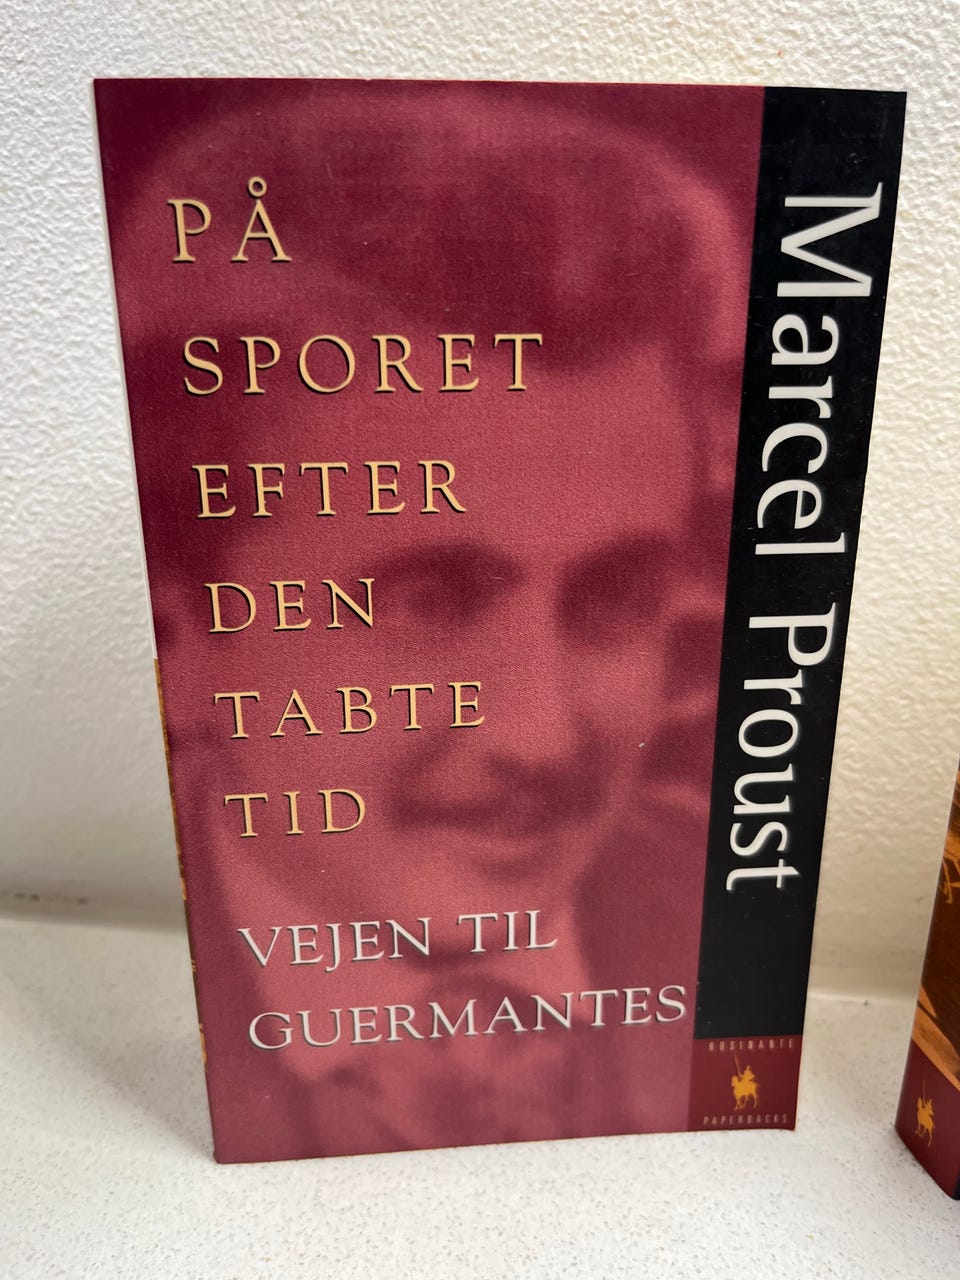 PÅ
SPORET
EFTER
DEN
TABTE
TID
VEJEN TIL
GUERMANTES
Marcel Proust
ROSINANTE
PAPERBACKS